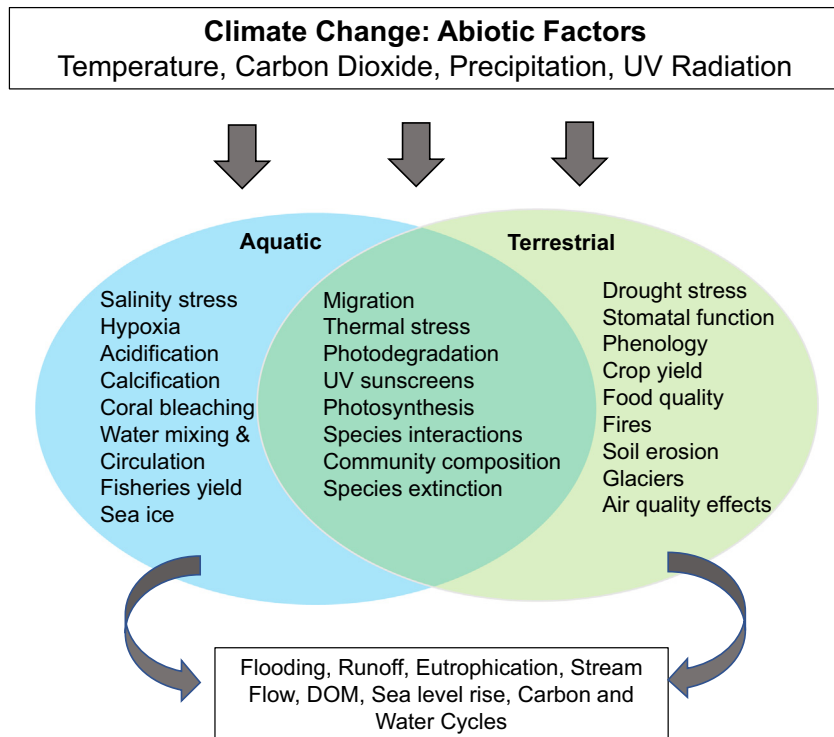 Climate Change: Abiotic Factors
Temperature, Carbon Dioxide, Precipitation, UV Radiation
Aquatic
Salinity stress
Hypoxia
Acidification
Calcification
Coral bleaching
Water mixing &
Circulation
Fisheries yield
Sea ice
Migration
Thermal stress
Photodegradation
UV sunscreens
Photosynthesis
Species interactions
Community composition
Species extinction
Terrestrial
Drought stress
Stomatal function
Phenology
Crop yield
Food quality
Fires
Soil erosion
Glaciers
Air quality effects
Flooding, Runoff, Eutrophication, Stream
Flow, DOM, Sea level rise, Carbon and
Water Cycles